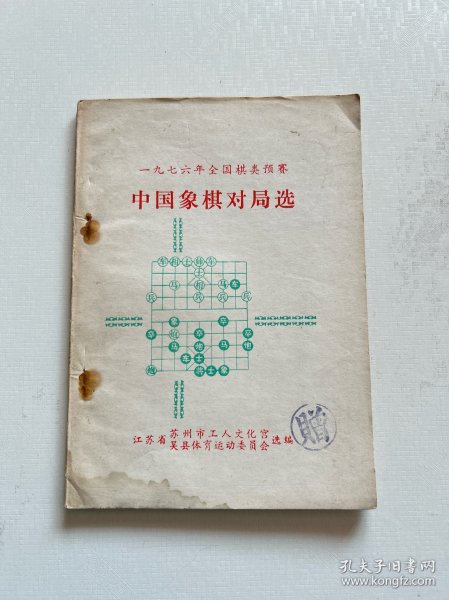 一九七六年全国棋类预赛
中国象棋对局选
江苏省 苏州市工人文化宫 选编
吴县体育运动委员会
赠
孔夫子旧书网
www.kongfz.com